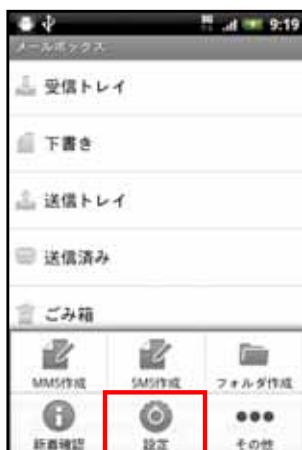 9:19
メールボックス
受信トレイ
下書き
送信トレイ
送信済み
ごみ箱
MMS作成 SMS作成 フォルダ作成
新着確認 設定 その他